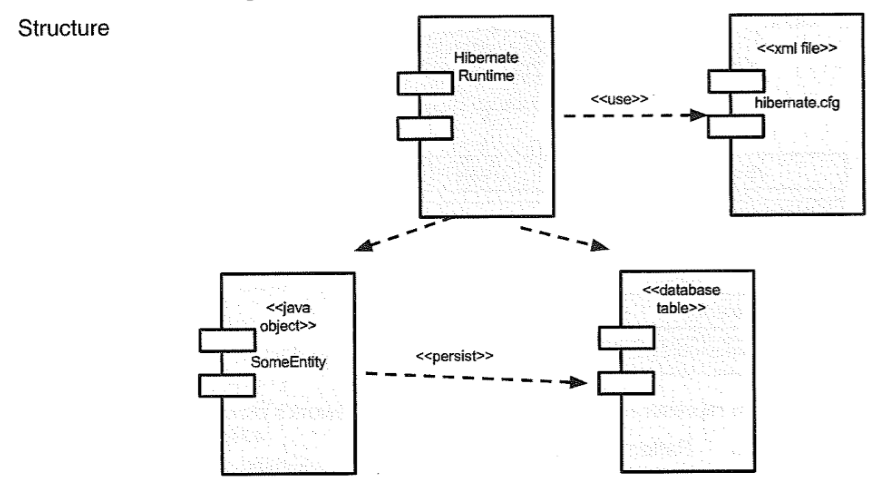 Structure
Hibernate
Runtime
<<use>>
<<xml file>>
hibernate.cfg
<<java
object>>
SomeEntity
<<persist>>
<<database
table>>